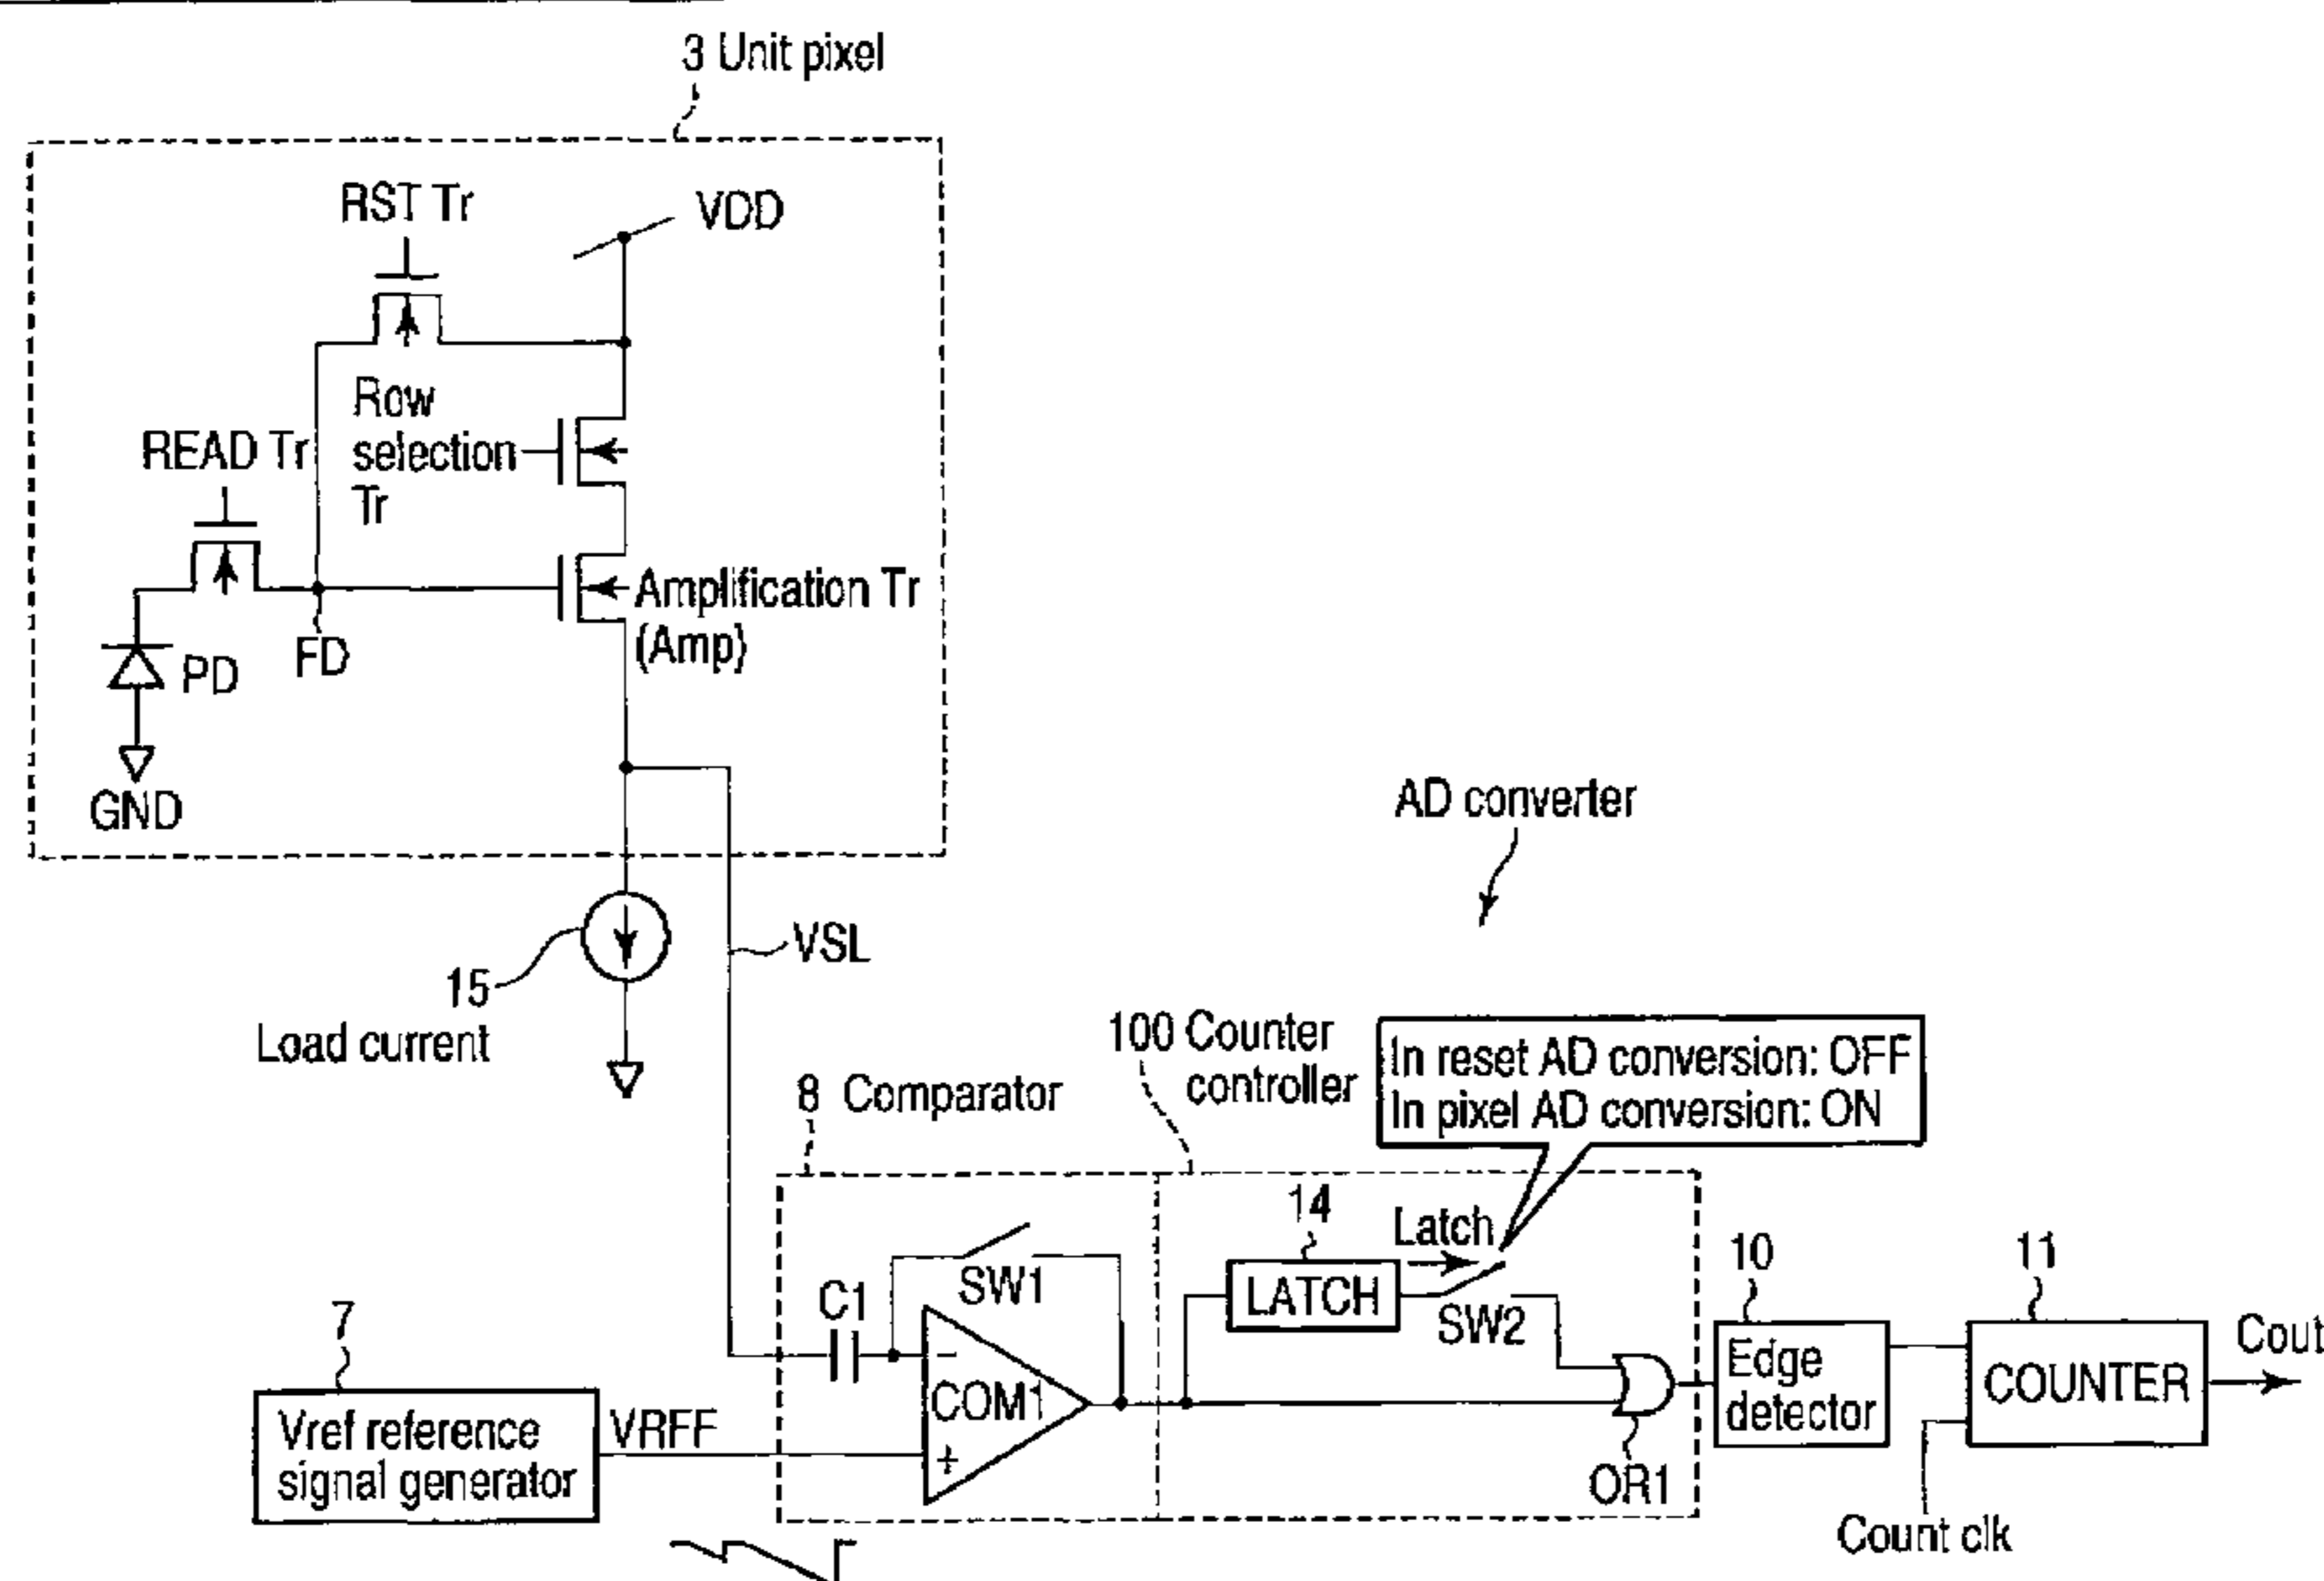 3 Unit pixel
RST Tr
VDD
Row
selection
Tr
READ Tr
Amplification Tr
(Amp)
FD
PD
GND
AD converter
VSL
15
Load current
100 Counter
controller
In reset AD conversion: OFF
In pixel AD conversion: ON
8 Comparator
14
Latch
LATCH
SW1
SW2
C1
10
11
7
Edge
detector
COUNTER
Cout
COM1
-
+
Vref reference
signal generator
VRFF
OR1
Count clk